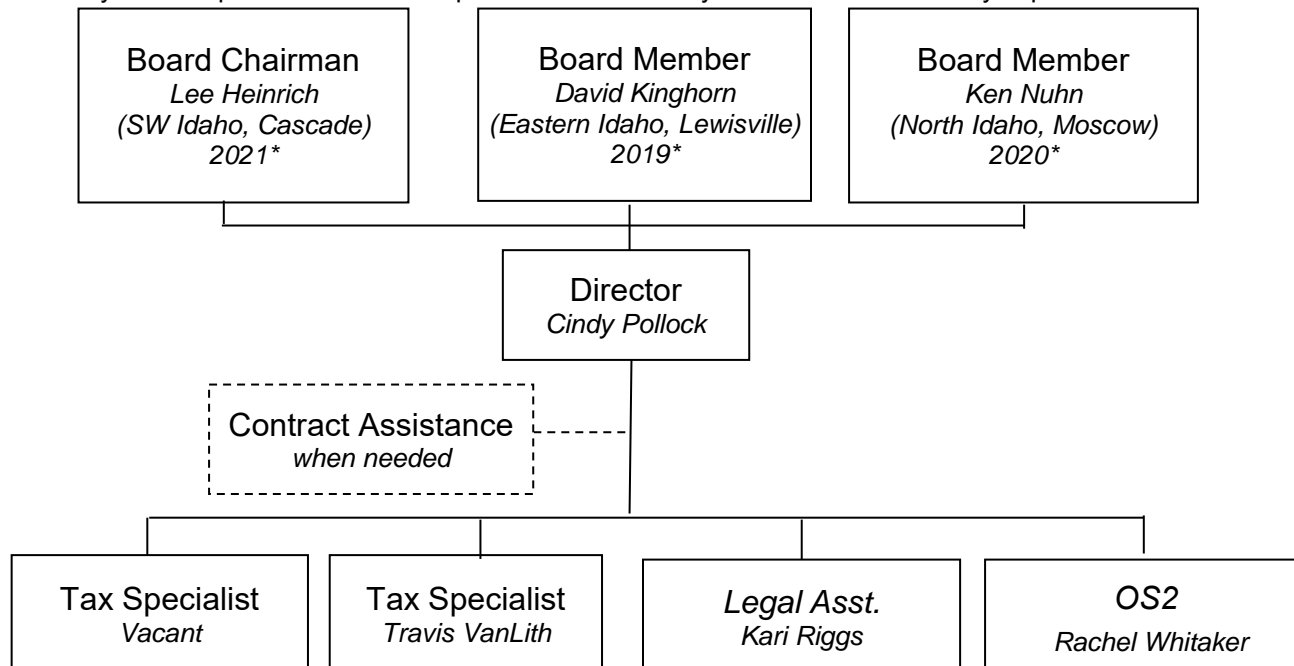 Board Chairman
Lee Heinrich
(SW Idaho, Cascade)
2021*
Board Member
David Kinghorn
(Eastern Idaho, Lewisville)
2019*
Board Member
Ken Nuhn
(North Idaho, Moscow)
2020*
Director
Cindy Pollock
Contract Assistance
when needed
Tax Specialist
Vacant
Tax Specialist
Travis VanLith
Legal Asst.
Kari Riggs
OS2
Rachel Whitaker